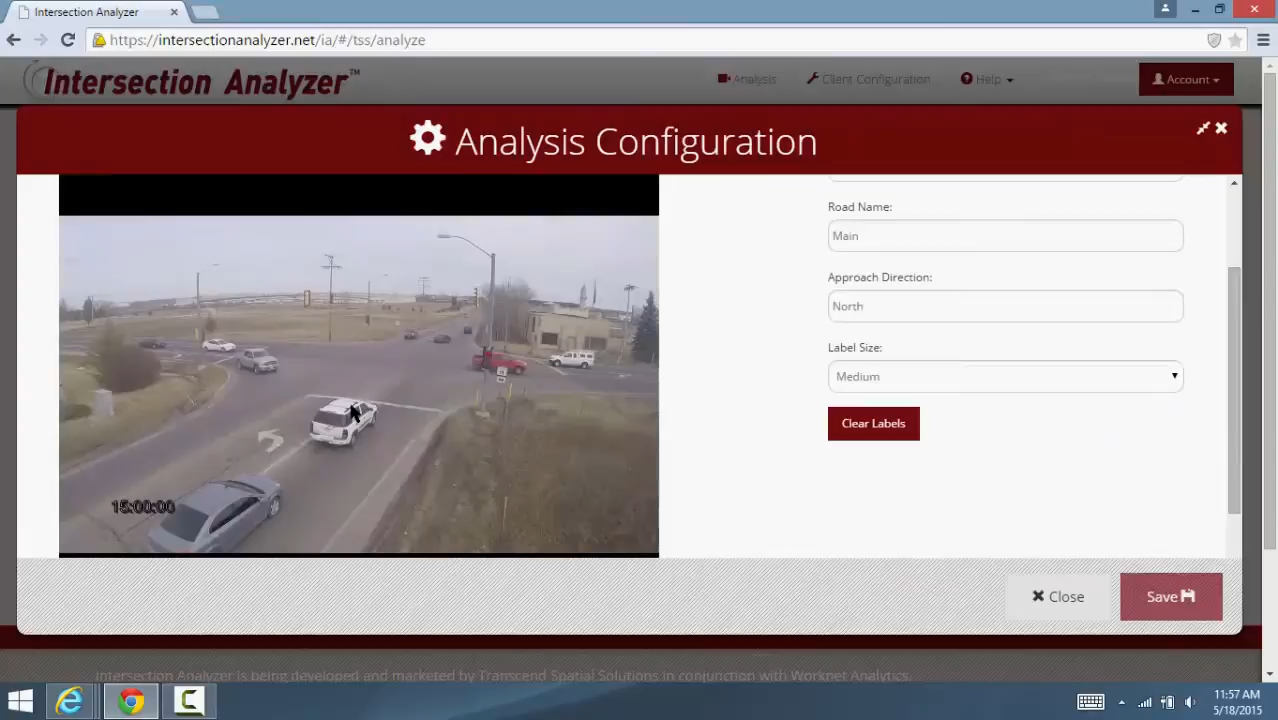 Intersection Analyzer
https://intersectionanalyzer.net/ia/#/tss/analyze
Intersection Analyzer™
Analysis
Client Configuration
Help
Account
Analysis Configuration
Road Name:
Main
Approach Direction:
North
Label Size:
Medium
Clear Labels
15:00:00
Close
Save
Intersection Analyzer is being developed and marketed by Transcend Spatial Solutions in conjunction with Worknet Analytics.
11:57 AM
5/18/2015